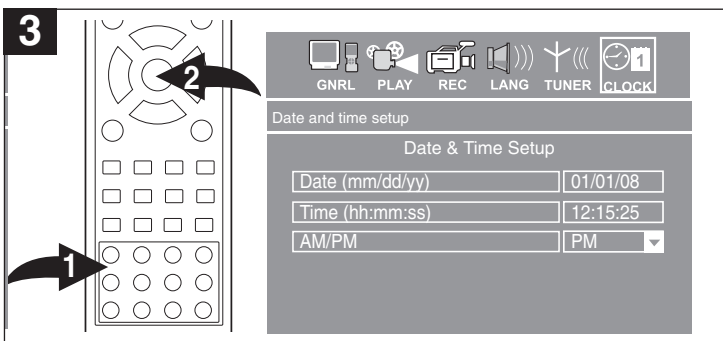 3
2
1
GNRL PLAY REC LANG TUNER CLOCK
1
Date and time setup
Date & Time Setup
Date (mm/dd/yy) 01/01/08
Time (hh:mm:ss) 12:15:25
AM/PM PM